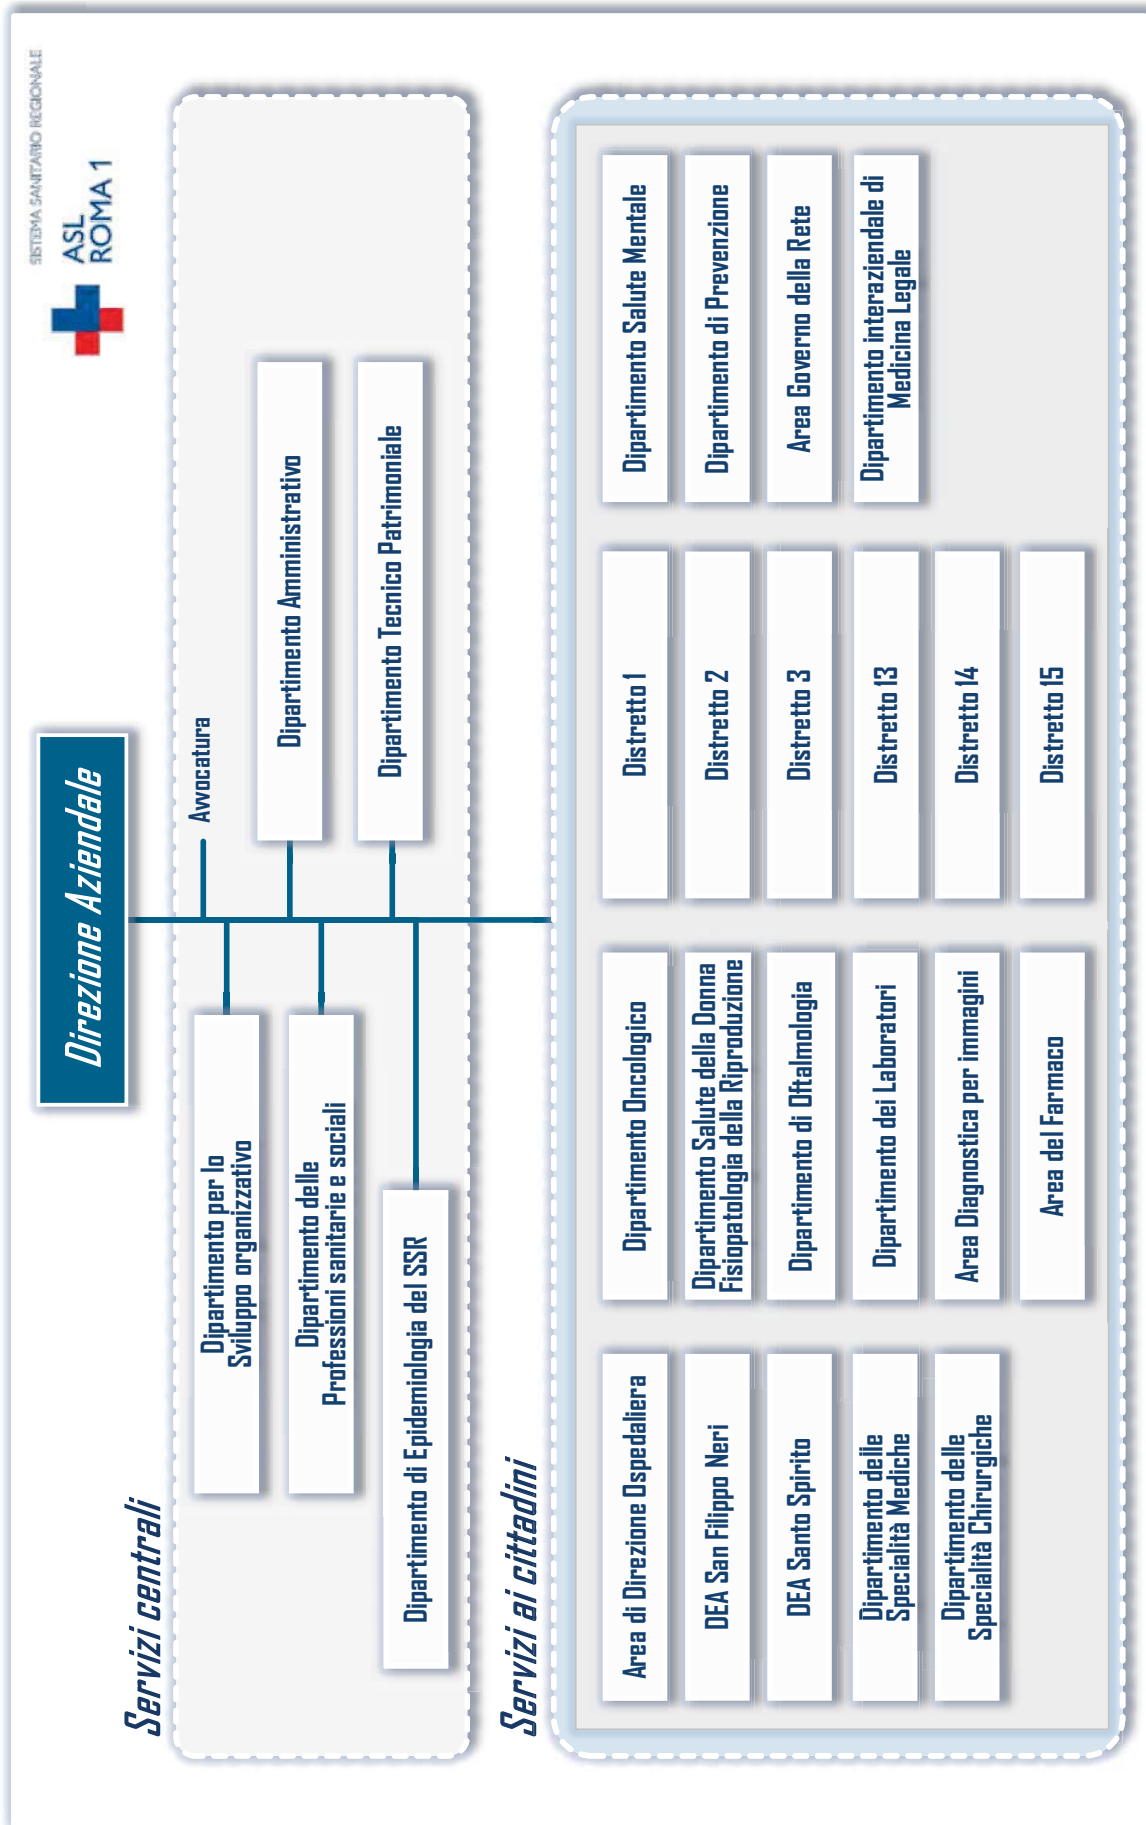 SISTEMA SANITARIO REGIONALE
ASL
ROMA 1
Direzione Aziendale
Servizi centrali
Avvocatura
Dipartimento per lo
Sviluppo organizzativo
Dipartimento Amministrativo
Dipartimento delle
Professioni sanitarie e sociali
Dipartimento Tecnico Patrimoniale
Dipartimento di Epidemiologia del SSR
Servizi ai cittadini
Area di Direzione Ospedaliera
DEA San Filippo Neri
DEA Santo Spirito
Dipartimento delle
Specialità Mediche
Dipartimento delle
Specialità Chirurgiche
Dipartimento Oncologico
Dipartimento Salute della Donna
Fisiopatologia della Riproduzione
Dipartimento di Oftalmologia
Dipartimento dei Laboratori
Area Diagnostica per immagini
Area del Farmaco
Distretto 1
Distretto 2
Distretto 3
Distretto 13
Distretto 14
Distretto 15
Dipartimento Salute Mentale
Dipartimento di Prevenzione
Area Governo della Rete
Dipartimento interaziendale di
Medicina Legale